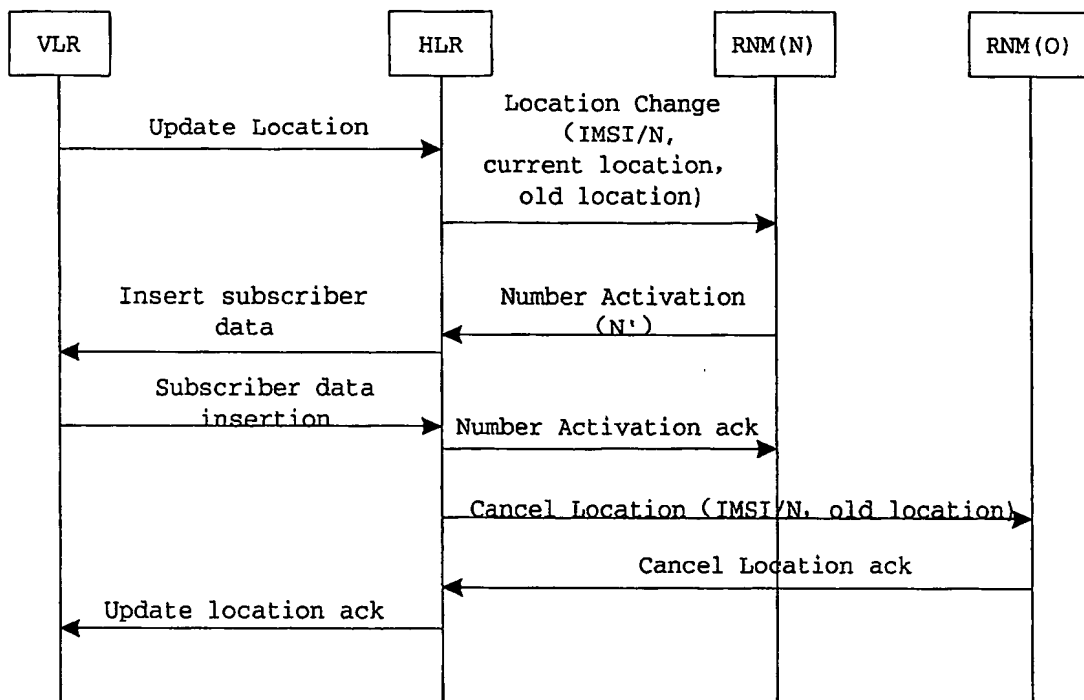 VLR
HLR
RNM(N)
RNM(O)
Update Location
Location Change
(IMSI/N,
current location,
old location)
Insert subscriber
data
Number Activation
(N')
Subscriber data
insertion
Number Activation ack
Cancel Location (IMSI/N, old location)
Cancel Location ack
Update location ack